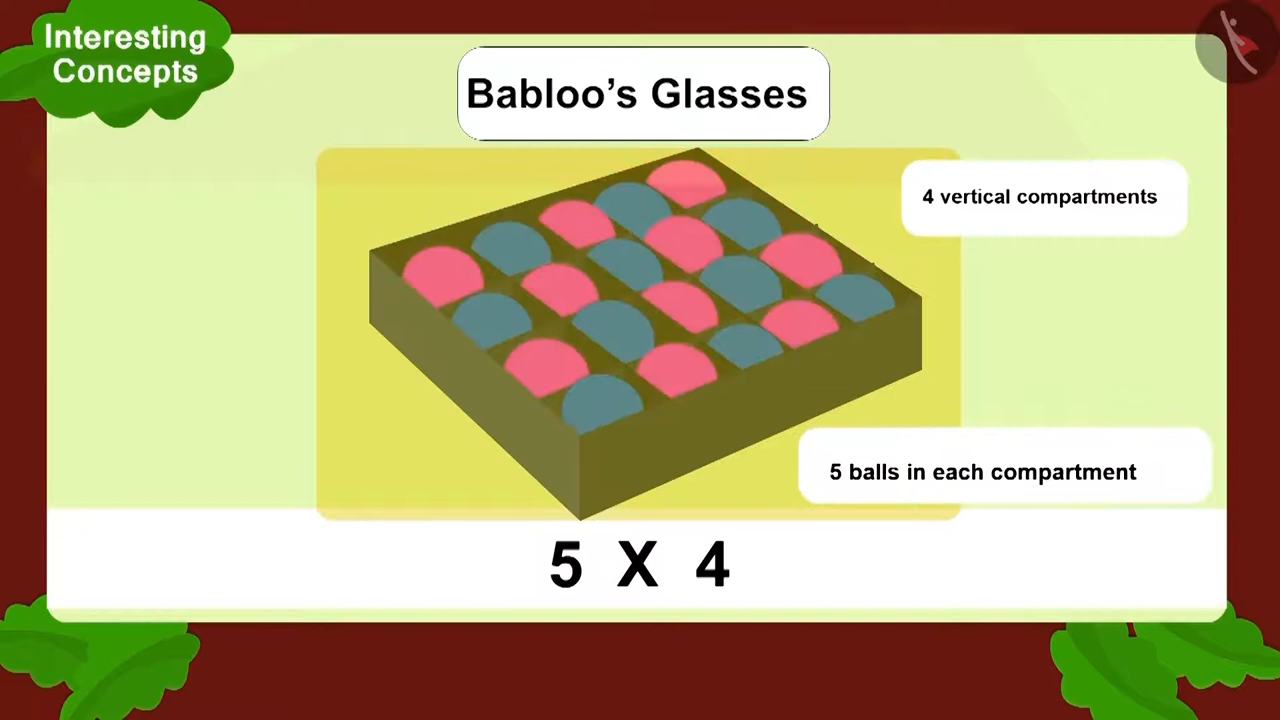 Interesting
Concepts
Babloo's Glasses
4 vertical compartments
5 balls in each compartment
5 X 4